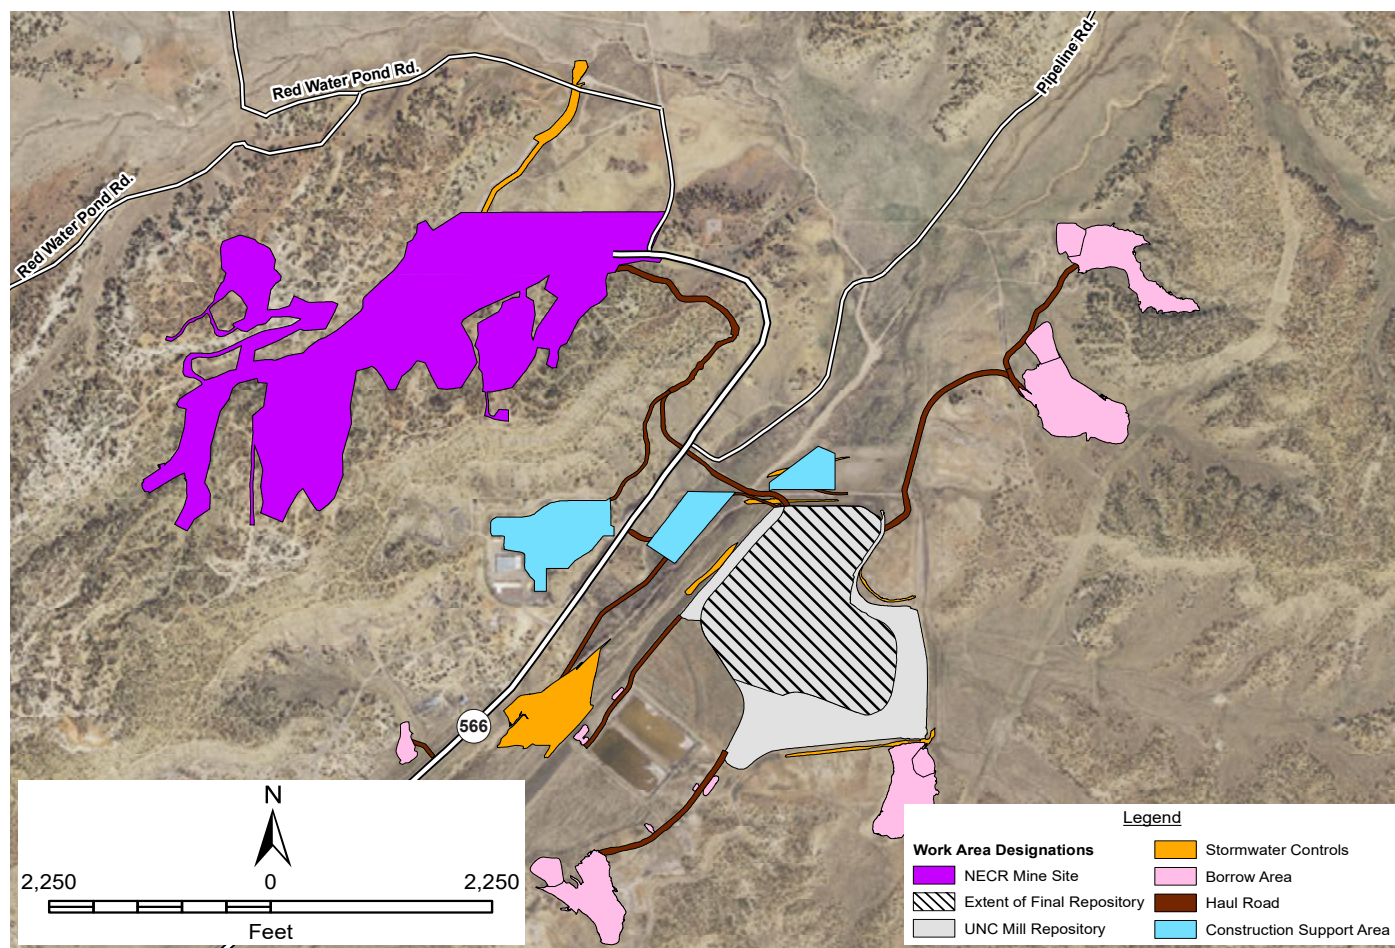 Red Water Pond Rd.
Pipeline Rd.
Red Water Pond Rd.
566
N
2,250 0 2,250
Feet
Legend
Work Area Designations
NECR Mine Site
Extent of Final Repository
UNC Mill Repository
Stormwater Controls
Borrow Area
Haul Road
Construction Support Area